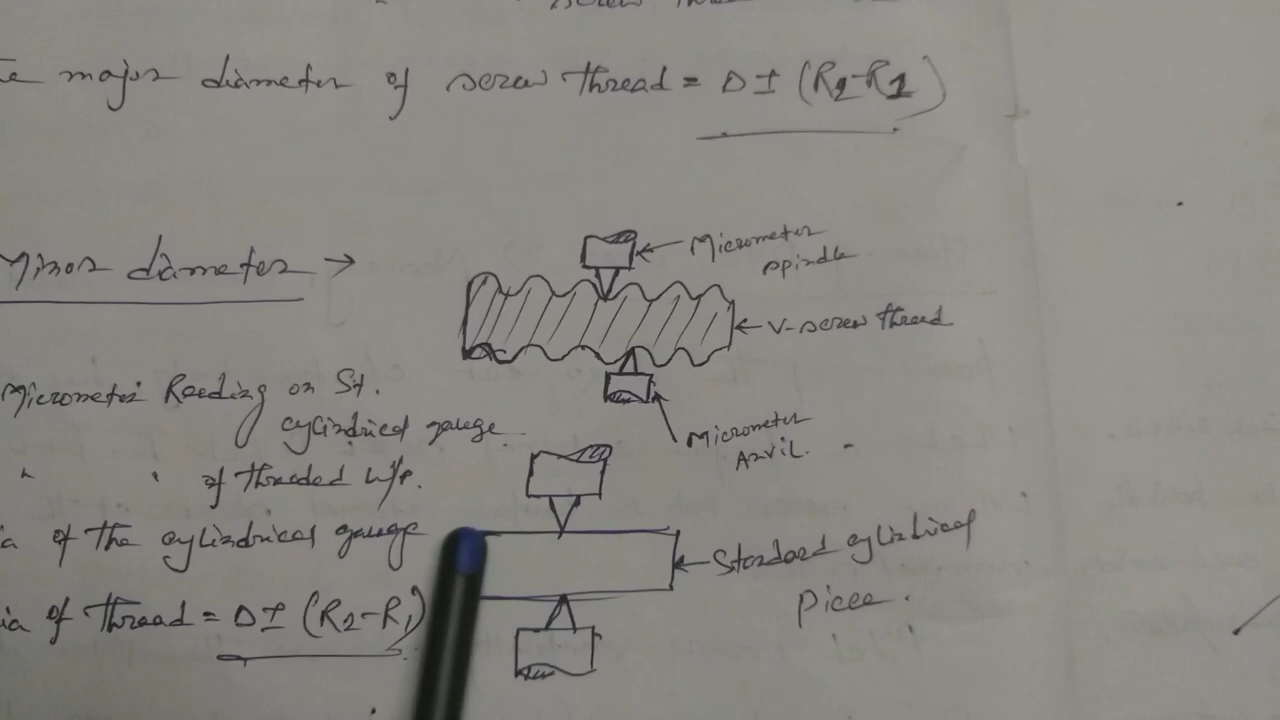 major diameter of screw thread = D ± (R2-R1)
Minor diameter →
Micrometer spindle
V-screw thread
Micrometer Reading on St.
cylindrical gauge
Micrometer Anvil.
" " of threaded W/p.
of the cylindrical gauge
Standard cylindrical
piece.
of thread = D ± (R2-R1)